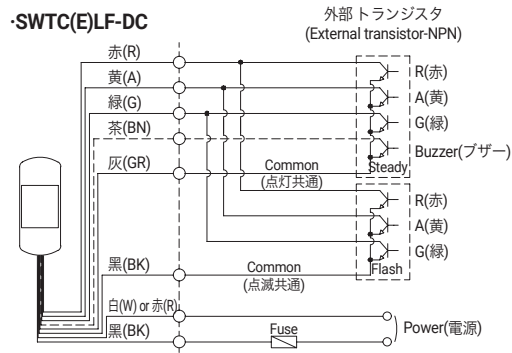 ·SWTC(E)LF-DC
外部 トランジスタ
(External transistor-NPN)
赤(R)
黄(A)
緑(G)
茶(BN)
灰(GR)
Common
(点灯共通)
R(赤)
A(黄)
G(緑)
Buzzer(ブザー)
Steady
R(赤)
A(黄)
G(緑)
Flash
黑(BK)
Common
(点滅共通)
白(W) or 赤(R)
黑(BK)
Fuse
Power(電源)